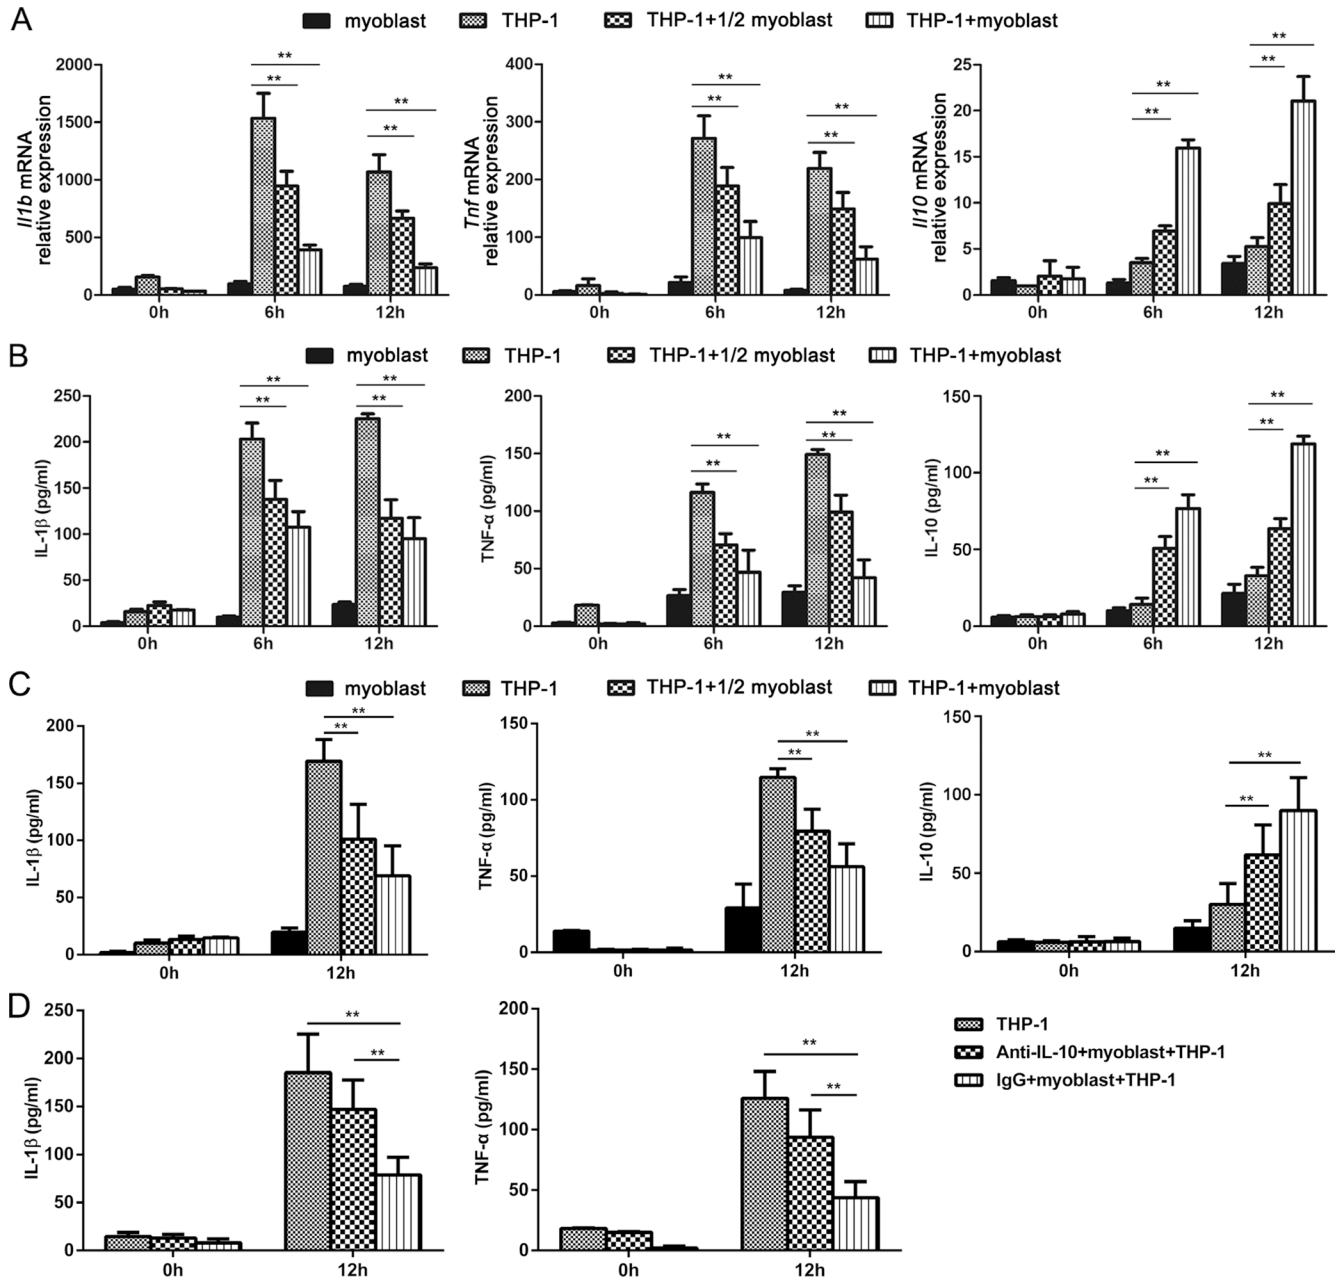 A
myoblast THP-1 THP-1+1/2 myoblast THP-1+myoblast
Il1b mRNA
relative expression
2000
1500
1000
500
0
** ** ** **
0h 6h 12h
Tnf mRNA
relative expression
400
300
200
100
0
** ** ** **
0h 6h 12h
Il10 mRNA
relative expression
25
20
15
10
5
0
** ** ** **
0h 6h 12h
B
myoblast THP-1 THP-1+1/2 myoblast THP-1+myoblast
IL-1β (pg/ml)
250
200
150
100
50
0
** ** ** **
0h 6h 12h
TNF-α (pg/ml)
200
150
100
50
0
** ** ** **
0h 6h 12h
IL-10 (pg/ml)
150
100
50
0
** ** ** **
0h 6h 12h
C
myoblast THP-1 THP-1+1/2 myoblast THP-1+myoblast
IL-1β (pg/ml)
200
150
100
50
0
** **
0h 12h
TNF-α (pg/ml)
150
100
50
0
** **
0h 12h
IL-10 (pg/ml)
150
100
50
0
** **
0h 12h
D
IL-1β (pg/ml)
250
200
150
100
50
0
** **
0h 12h
TNF-α (pg/ml)
200
150
100
50
0
** **
0h 12h
THP-1
Anti-IL-10+myoblast+THP-1
IgG+myoblast+THP-1